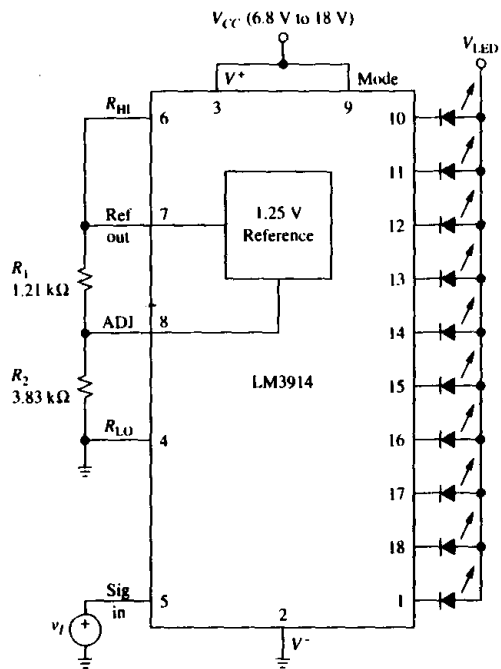 V_CC (6.8 V to 18 V)
V_LED
V⁺
Mode
3
9
R_HI
6
10
11
Ref
out
7
1.25 V
Reference
12
R₁
1.21 kΩ
13
ADJ
8
14
LM3914
R₂
3.83 kΩ
15
R_LO
4
16
17
18
Sig
in
5
1
v_I
2
V⁻